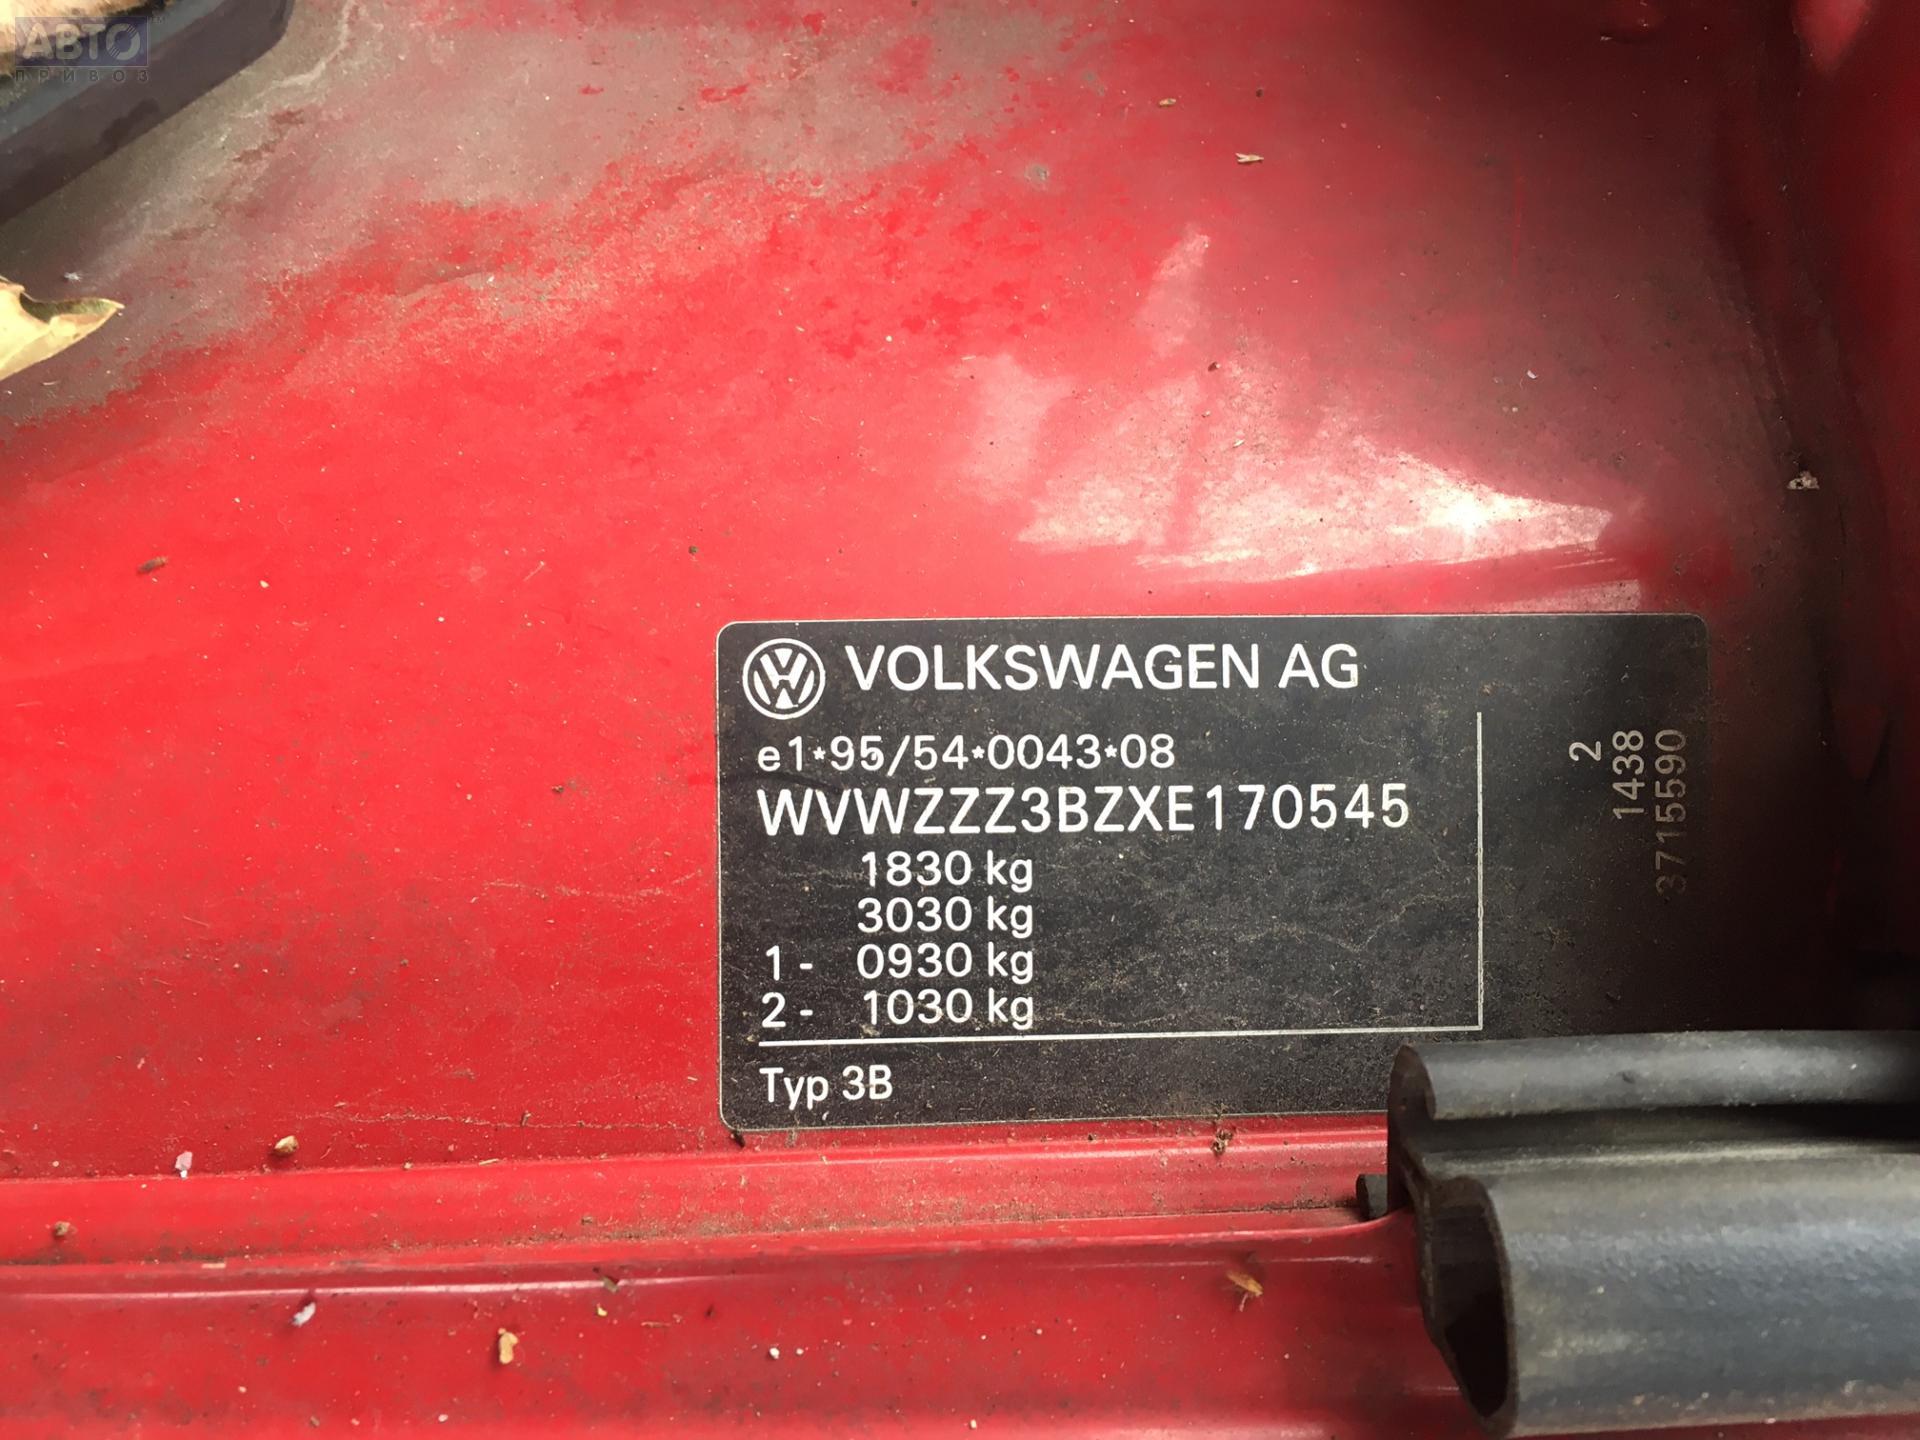 АВТО
ПРИВОЗ
VOLKSWAGEN AG
e1*95/54*0043*08
WVWZZZ3BZXE170545
1830 kg
3030 kg
1- 0930 kg
2- 1030 kg
Typ 3B
2
1438
3715590